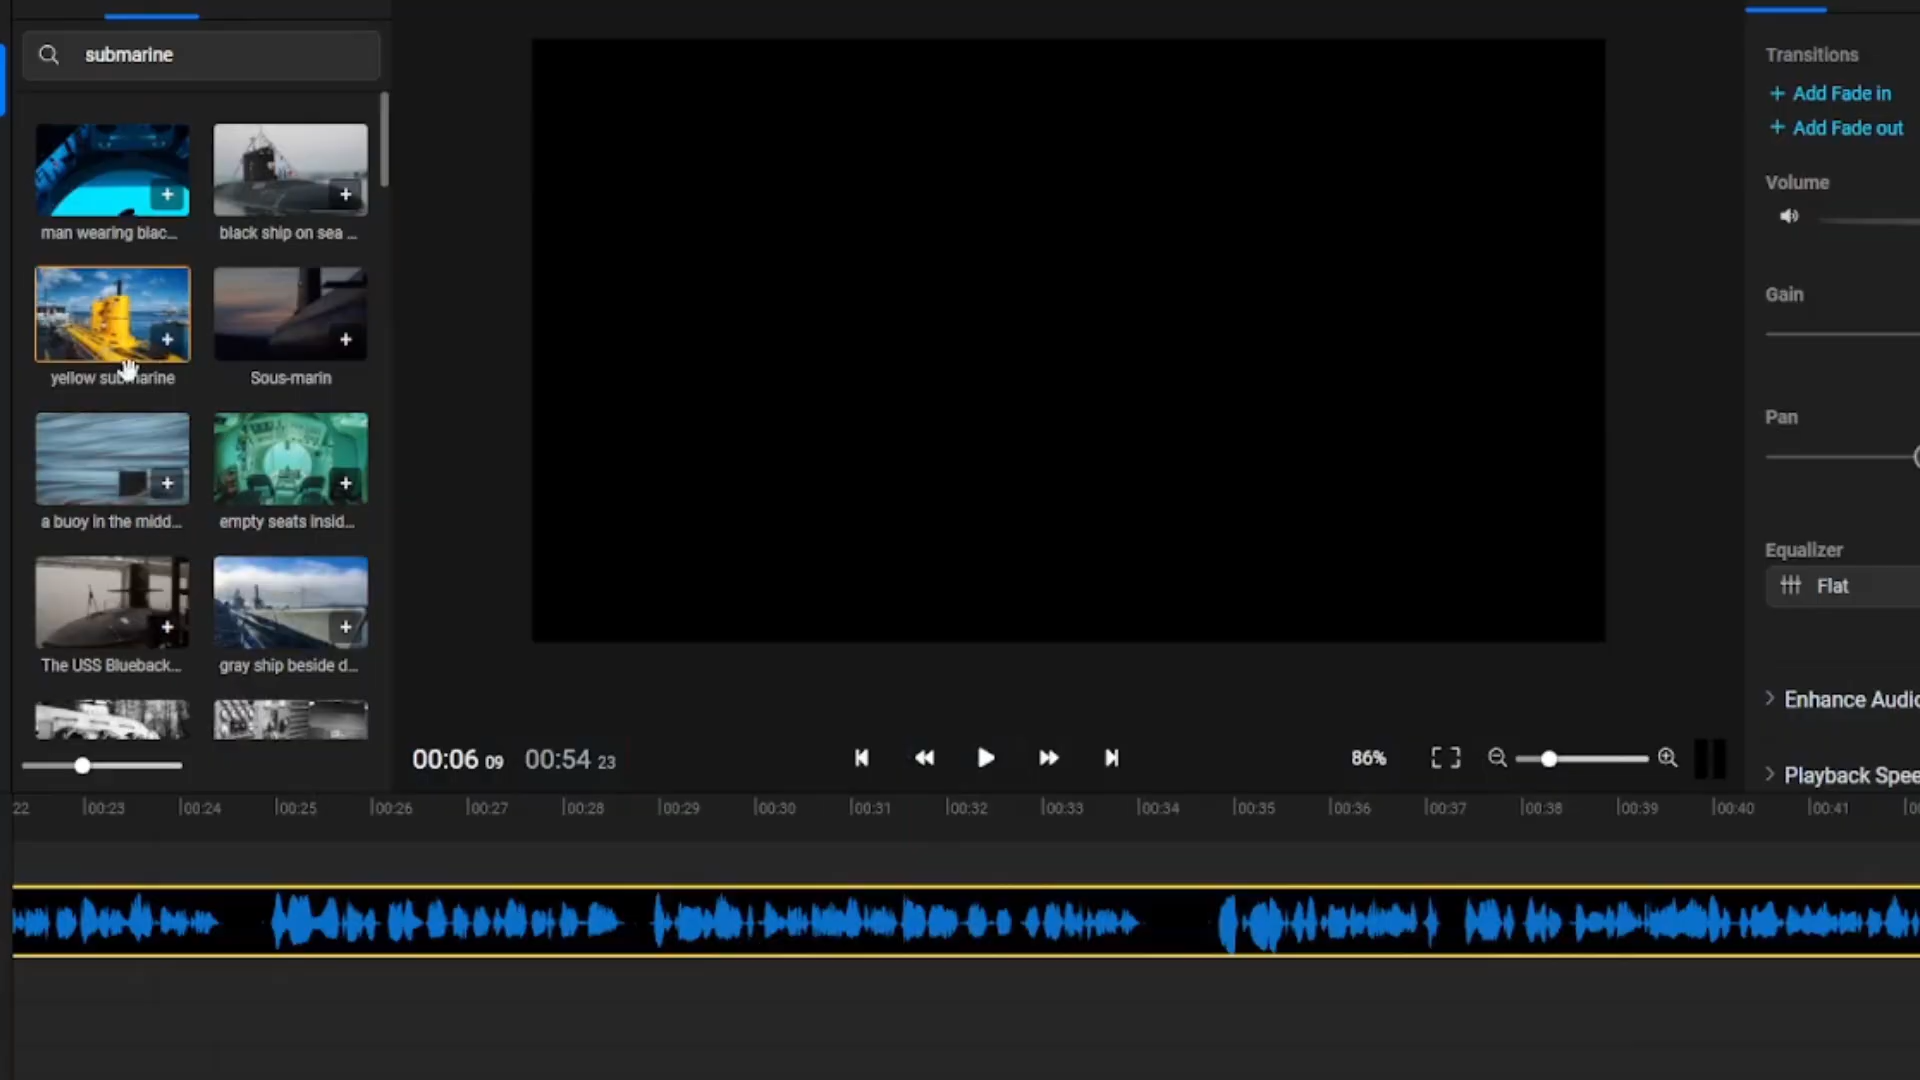 submarine
man wearing blac...
black ship on sea ...
yellow submarine
Sous-marin
a buoy in the midd...
empty seats insid...
The USS Blueback...
gray ship beside d...
Transitions
+ Add Fade in
+ Add Fade out
Volume
Gain
Pan
Equalizer
Flat
Enhance Audio
Playback Spee
00:06 09 00:54 23
86%
22 00:23 00:24 00:25 00:26 00:27 00:28 00:29 00:30 00:31 00:32 00:33 00:34 00:35 00:36 00:37 00:38 00:39 00:40 00:41